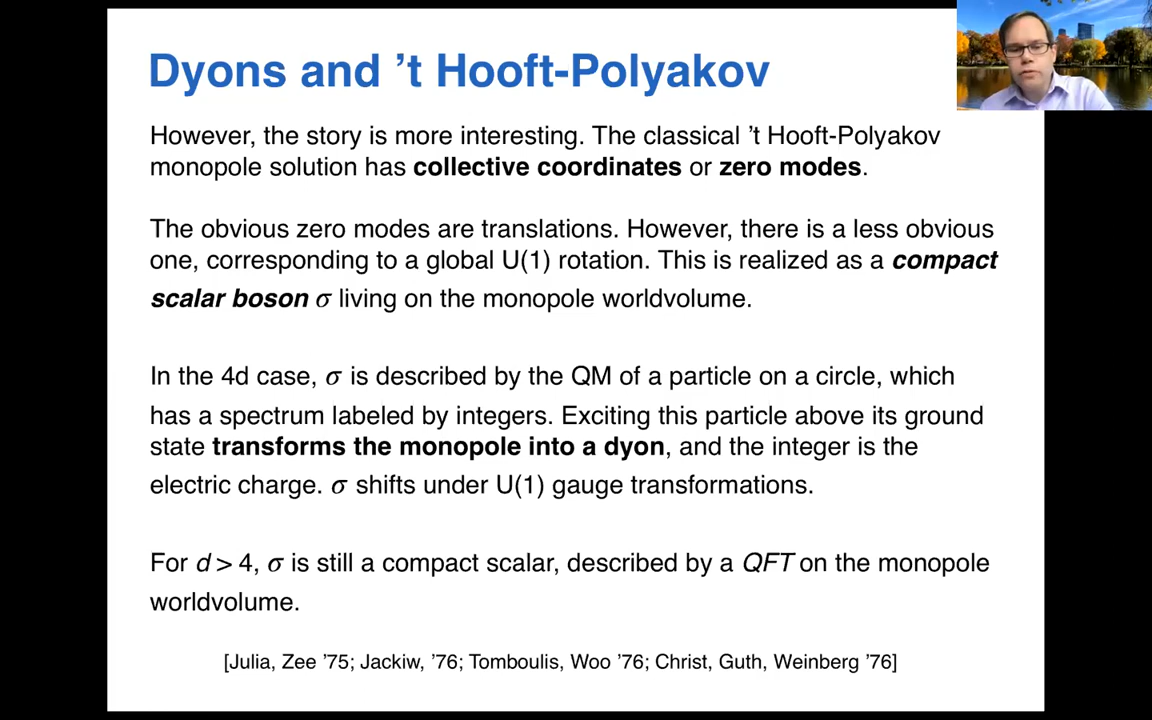 Dyons and ’t Hooft-Polyakov
However, the story is more interesting. The classical ’t Hooft-Polyakov
monopole solution has collective coordinates or zero modes.
The obvious zero modes are translations. However, there is a less obvious
one, corresponding to a global U(1) rotation. This is realized as a compact
scalar boson σ living on the monopole worldvolume.
In the 4d case, σ is described by the QM of a particle on a circle, which
has a spectrum labeled by integers. Exciting this particle above its ground
state transforms the monopole into a dyon, and the integer is the
electric charge. σ shifts under U(1) gauge transformations.
For d > 4, σ is still a compact scalar, described by a QFT on the monopole
worldvolume.
[Julia, Zee ’75; Jackiw, ’76; Tomboulis, Woo ’76; Christ, Guth, Weinberg ’76]